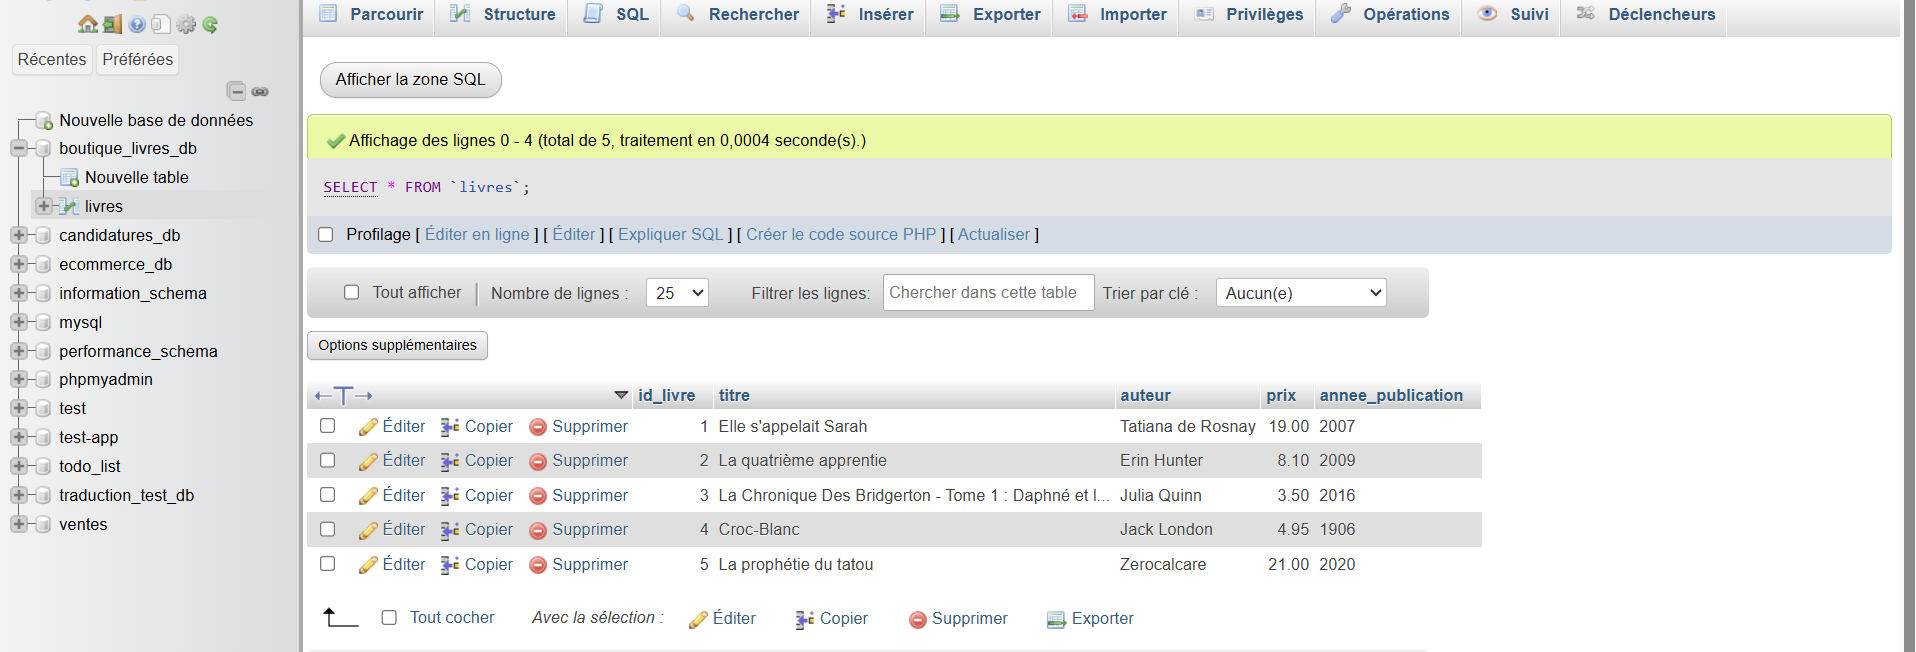 Parcourir Structure SQL Rechercher Insérer Exporter Importer Privilèges Opérations Suivi Déclencheurs
Récentes Préférées
Nouvelle base de données
boutique_livres_db
Nouvelle table
livres
candidatures_db
ecommerce_db
information_schema
mysql
performance_schema
phpmyadmin
test
test-app
todo_list
traduction_test_db
ventes
Afficher la zone SQL
Affichage des lignes 0 - 4 (total de 5, traitement en 0,0004 seconde(s).)
SELECT * FROM `livres`;
Profilage [ Éditer en ligne ] [ Éditer ] [ Expliquer SQL ] [ Créer le code source PHP ] [ Actualiser ]
Tout afficher | Nombre de lignes : 25 Filtrer les lignes: Chercher dans cette table Trier par clé : Aucun(e)
Options supplémentaires
id_livre titre auteur prix annee_publication
Éditer Copier Supprimer 1 Elle s'appelait Sarah Tatiana de Rosnay 19.00 2007
Éditer Copier Supprimer 2 La quatrième apprentie Erin Hunter 8.10 2009
Éditer Copier Supprimer 3 La Chronique Des Bridgerton - Tome 1 : Daphné et l... Julia Quinn 3.50 2016
Éditer Copier Supprimer 4 Croc-Blanc Jack London 4.95 1906
Éditer Copier Supprimer 5 La prophétie du tatou Zerocalcare 21.00 2020
Tout cocher Avec la sélection : Éditer Copier Supprimer Exporter